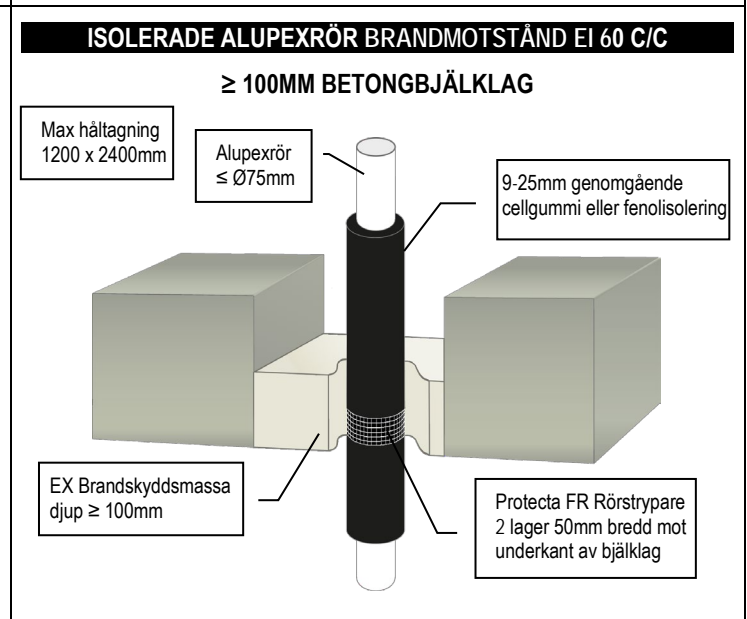 ISOLERADE ALUPEXRÖR BRANDMOTSTÅND EI 60 C/C
≥ 100MM BETONGBJÄLKLAG
Max håltagning
1200 x 2400mm
Alupexrör
≤ Ø75mm
9-25mm genomgående
cellgummi eller fenolisolering
EX Brandskyddsmassa
djup ≥ 100mm
Protecta FR Rörstrypare
2 lager 50mm bredd mot
underkant av bjälklag